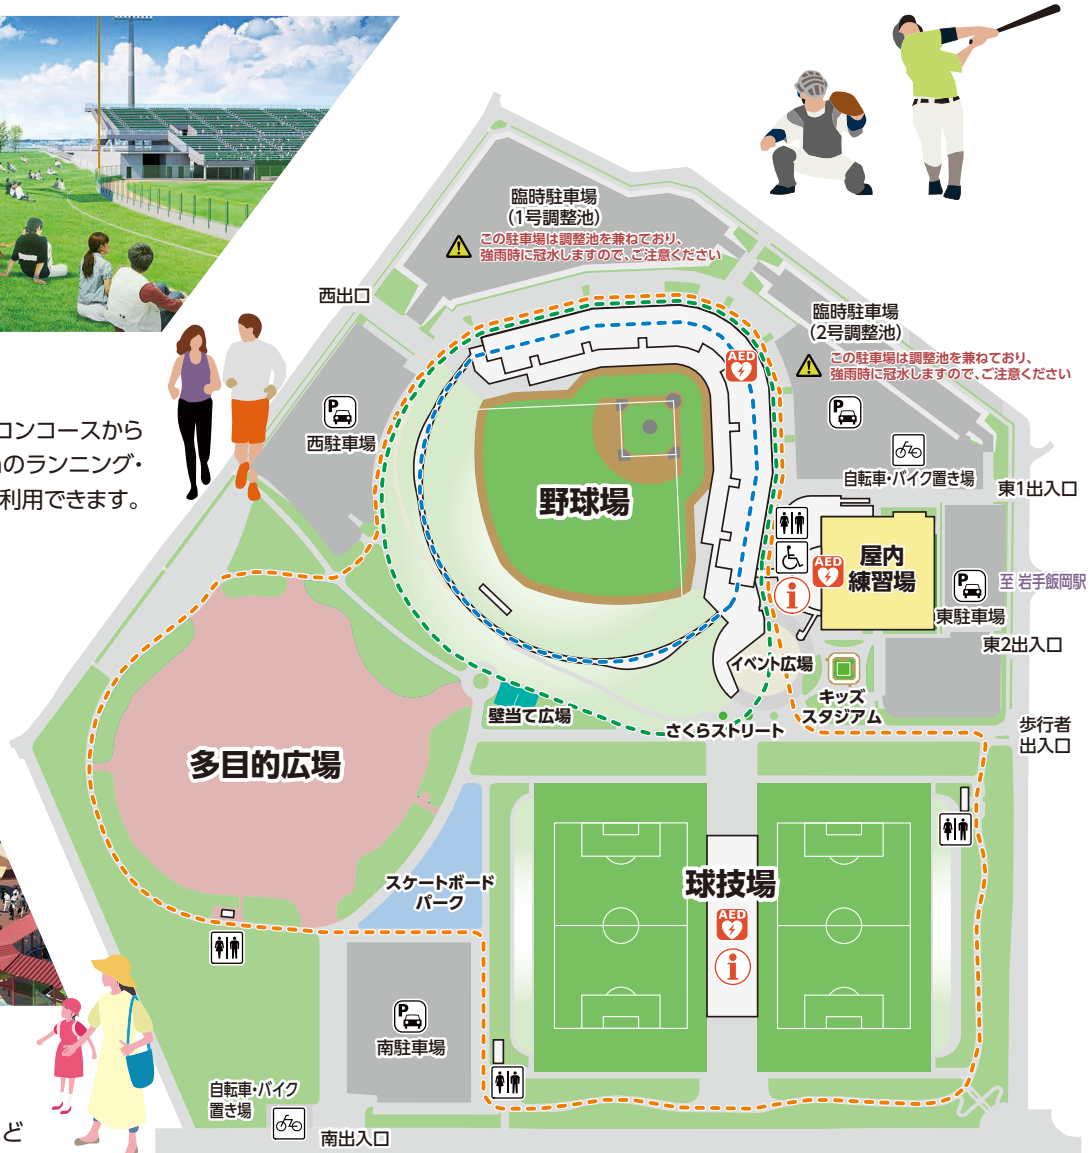 臨時駐車場
(1号調整池)
この駐車場は調整池を兼ねており、
強雨時に冠水しますので、ご注意ください
西出口
臨時駐車場
(2号調整池)
この駐車場は調整池を兼ねており、
強雨時に冠水しますので、ご注意ください
AED
P
西駐車場
P
コンコースから
のランニング・
利用できます。
自転車・バイク置き場
東1出入口
野球場
屋内
練習場
AED
i
P
東駐車場
至 岩手飯岡駅
東2出入口
イベント広場
キッズ
スタジアム
壁当て広場
さくらストリート
歩行者
出入口
多目的広場
スケートボード
パーク
球技場
AED
i
P
南駐車場
自転車・バイク
置き場
南出入口
ど